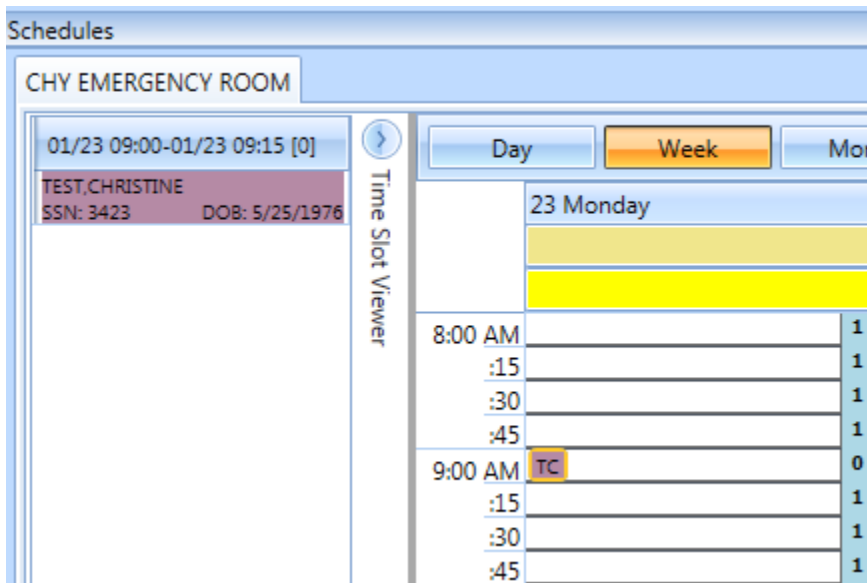 Schedules
CHY EMERGENCY ROOM
01/23 09:00-01/23 09:15 [0]
TEST,CHRISTINE
SSN: 3423 DOB: 5/25/1976
Time Slot Viewer
Day Week Mon
23 Monday
8:00 AM 1
:15 1
:30 1
:45 1
9:00 AM TC 0
:15 1
:30 1
:45 1